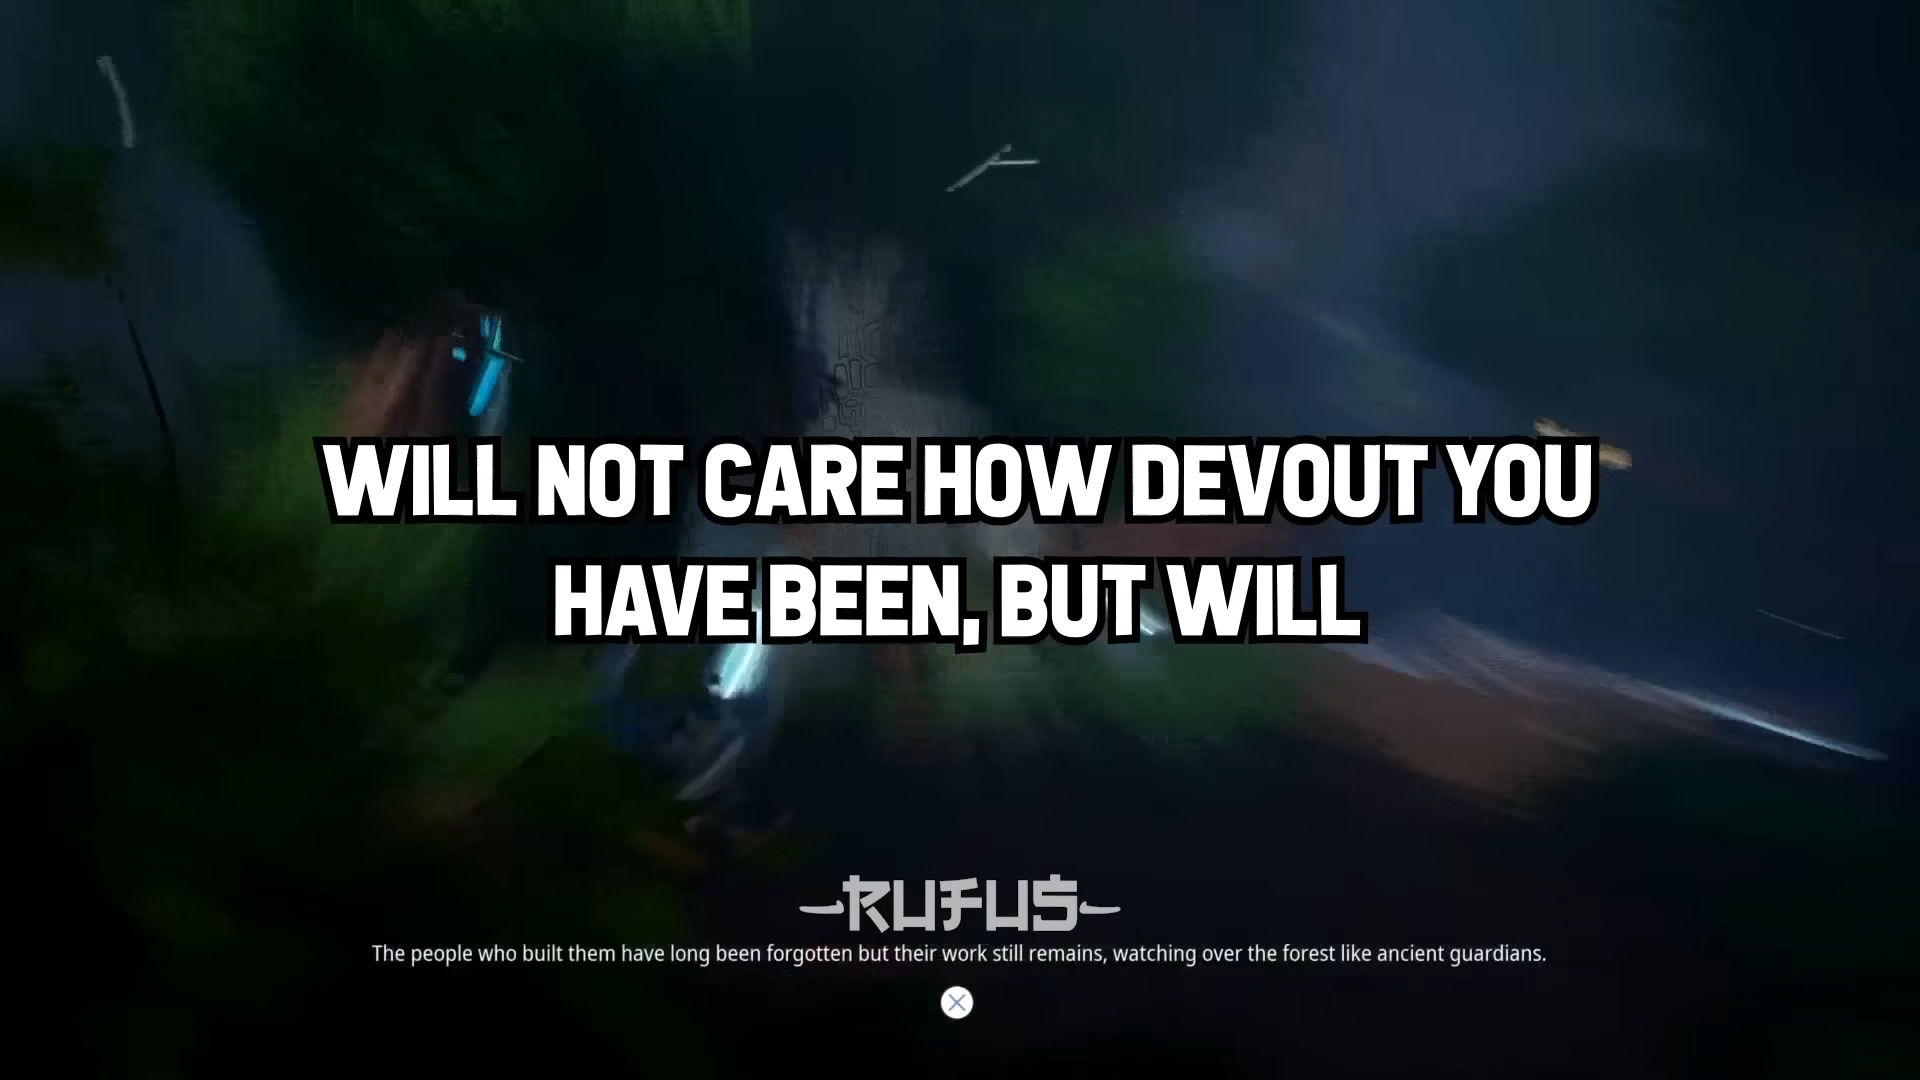 WILL NOT CARE HOW DEVOUT YOU
HAVE BEEN, BUT WILL
RUFUS
The people who built them have long been forgotten but their work still remains, watching over the forest like ancient guardians.